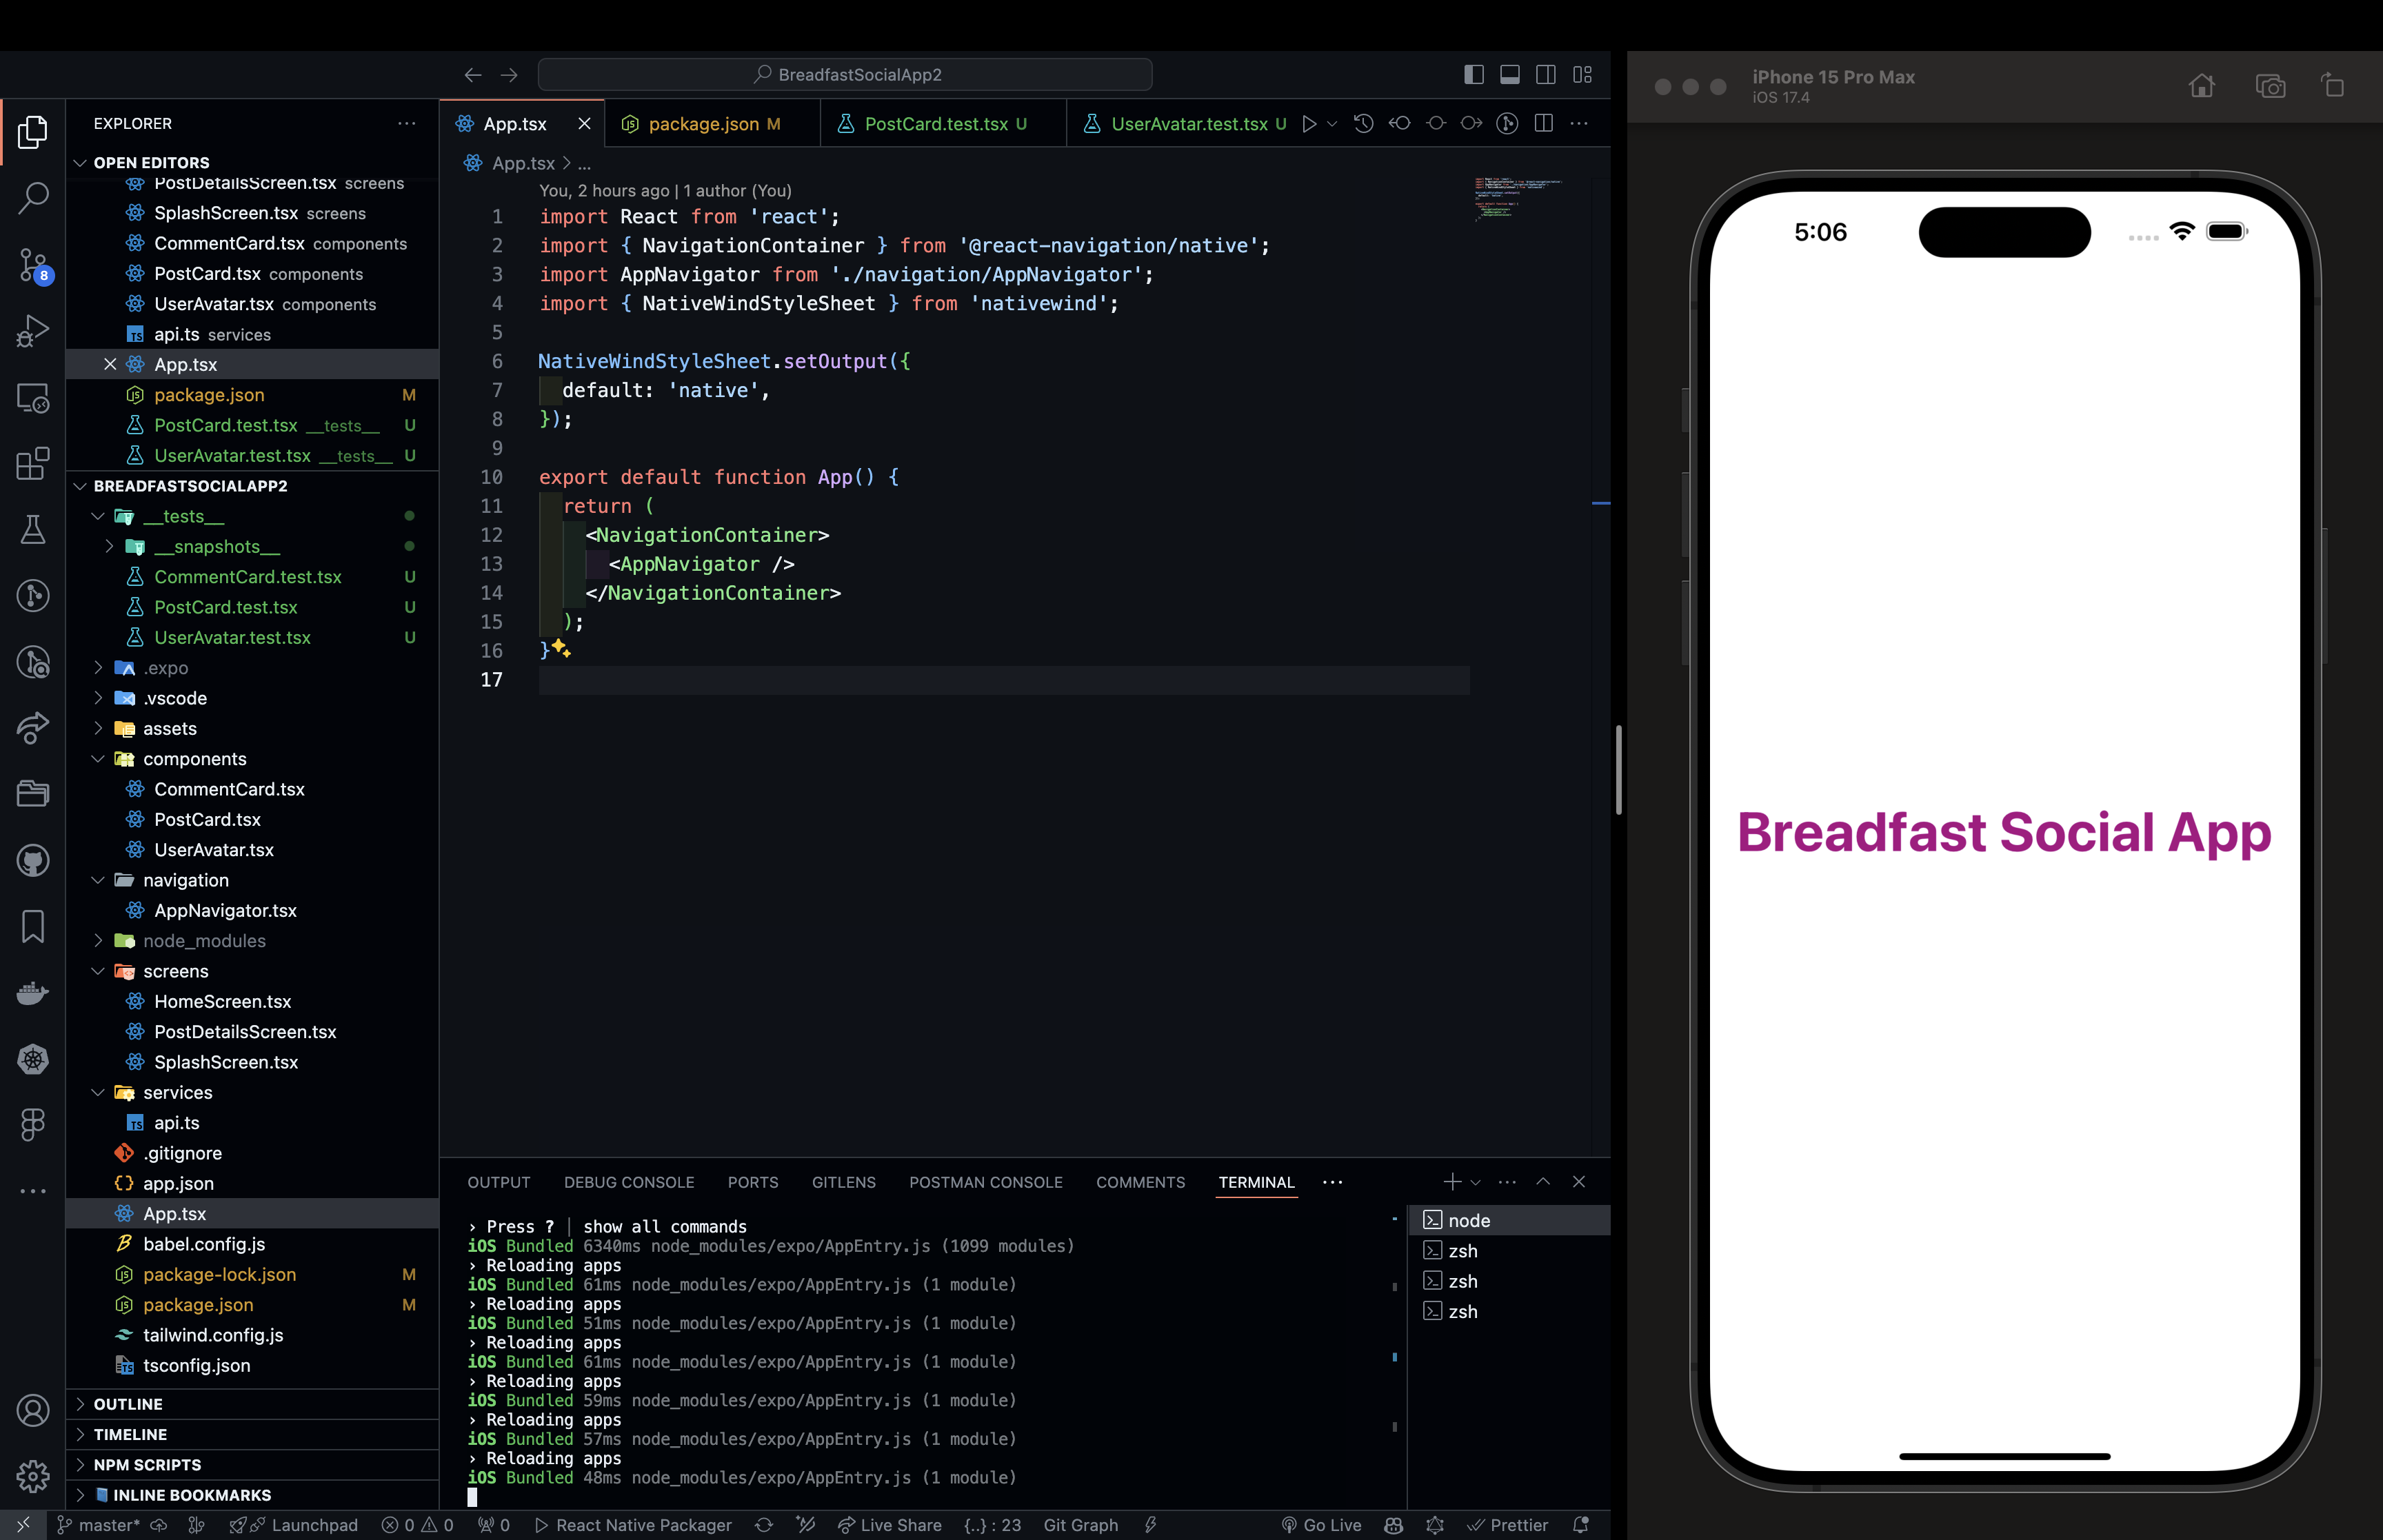 BreadfastSocialApp2
EXPLORER
OPEN EDITORS
PostDetailsScreen.tsx screens
SplashScreen.tsx screens
CommentCard.tsx components
PostCard.tsx components
UserAvatar.tsx components
TS api.ts services
App.tsx
package.json M
PostCard.test.tsx __tests__ U
UserAvatar.test.tsx __tests__ U
BREADFASTSOCIALAPP2
__tests__
__snapshots__
CommentCard.test.tsx U
PostCard.test.tsx U
UserAvatar.test.tsx U
.expo
.vscode
assets
components
CommentCard.tsx
PostCard.tsx
UserAvatar.tsx
navigation
AppNavigator.tsx
node_modules
screens
HomeScreen.tsx
PostDetailsScreen.tsx
SplashScreen.tsx
services
TS api.ts
.gitignore
{} app.json
App.tsx
babel.config.js
package-lock.json M
package.json M
tailwind.config.js
tsconfig.json
OUTLINE
TIMELINE
NPM SCRIPTS
INLINE BOOKMARKS
8
App.tsx
package.json M
PostCard.test.tsx U
UserAvatar.test.tsx U
App.tsx > ...
You, 2 hours ago | 1 author (You)
1 import React from 'react';
2 import { NavigationContainer } from '@react-navigation/native';
3 import AppNavigator from './navigation/AppNavigator';
4 import { NativeWindStyleSheet } from 'nativewind';
5
6 NativeWindStyleSheet.setOutput({
7 default: 'native',
8 });
9
10 export default function App() {
11 return (
12 <NavigationContainer>
13 <AppNavigator />
14 </NavigationContainer>
15 );
16 }
17
OUTPUT DEBUG CONSOLE PORTS GITLENS POSTMAN CONSOLE COMMENTS TERMINAL
› Press ? | show all commands
iOS Bundled 6340ms node_modules/expo/AppEntry.js (1099 modules)
› Reloading apps
iOS Bundled 61ms node_modules/expo/AppEntry.js (1 module)
› Reloading apps
iOS Bundled 51ms node_modules/expo/AppEntry.js (1 module)
› Reloading apps
iOS Bundled 61ms node_modules/expo/AppEntry.js (1 module)
› Reloading apps
iOS Bundled 59ms node_modules/expo/AppEntry.js (1 module)
› Reloading apps
iOS Bundled 57ms node_modules/expo/AppEntry.js (1 module)
› Reloading apps
iOS Bundled 48ms node_modules/expo/AppEntry.js (1 module)
node
zsh
zsh
zsh
master* Launchpad 0 0 0 React Native Packager Live Share {..} : 23 Git Graph Go Live Prettier
iPhone 15 Pro Max
iOS 17.4
5:06
Breadfast Social App